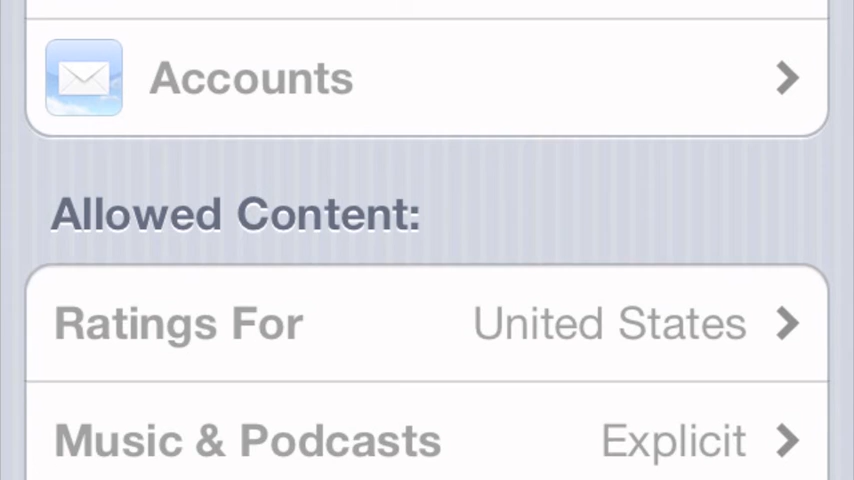 Accounts
Allowed Content:
Ratings For United States
Music & Podcasts Explicit